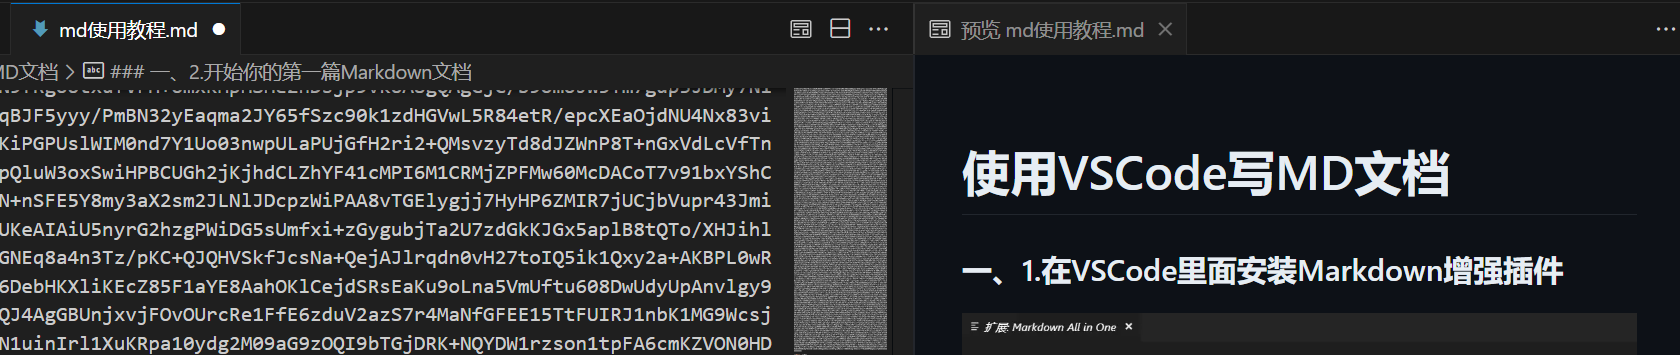 md使用教程.md
预览 md使用教程.md
MD文档 > ### 一、2.开始你的第一篇Markdown文档
qBJF5yyy/PmBN32yEaqma2JY65fSzc90k1zdHGVwL5R84etR/epcXEaOjdNU4Nx83vi
KiPGPUslWIM0nd7Y1Uo03nwpULaPUjGfH2ri2+QMsvzyTd8dJZWnP8T+nGxVdLcVfTn
pQluW3oxSwiHPBCUGh2jKjhdCLZhYF41cMPI6M1CRMjZPFMw60McDACoT7v91bxYShC
N+nSFE5Y8my3aX2sm2JLNlJDcpzWiPAA8vTGElygjj7HyHP6ZMIR7jUCjbVupr43Jmi
UKeAIAiU5nyrG2hzgPWiDG5sUmfxi+zGygubjTa2U7zdGkKJGx5aplB8tQTo/XHJihl
GNEq8a4n3Tz/pKC+QJQHVSkfJcsNa+QejAJlrqdn0vH27toIQ5ik1Qxy2a+AKBPL0wR
6DebHKXliKEcZ85F1aYE8AahOKlCejdSRsEaKu9oLna5VmUftu608DwUdyUpAnvlgy9
QJ4AgGBUnjxvjFOvOUrcRe1FfE6zduV2azS7r4MaNfGFEE15TtFUIRJ1nbK1MG9Wcsj
N1uinIrl1XuKRpa10ydg2M09aG9zOQI9bTGjDRK+NQYDW1rzson1tpFA6cmKZVON0HD
使用VSCode写MD文档
一、1.在VSCode里面安装Markdown增强插件
扩展: Markdown All in One